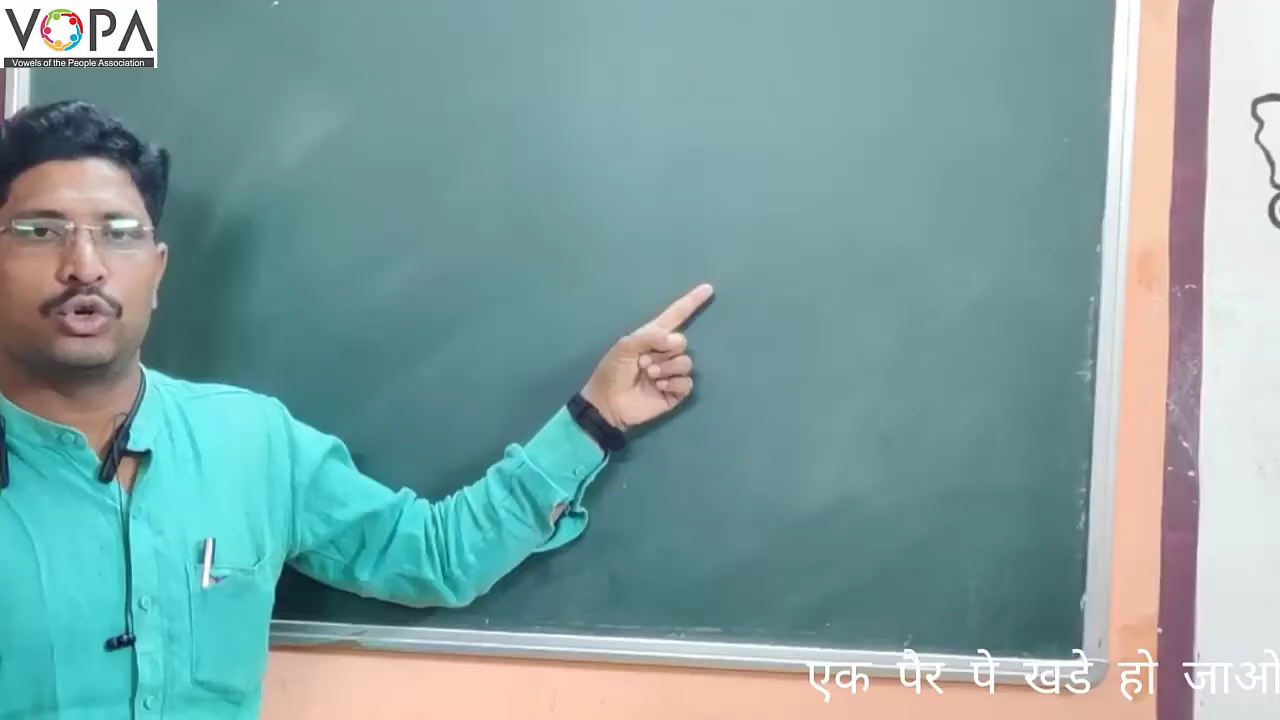 VOPA
Vowels of the People Association
एक पैर पे खडे हो जाओ